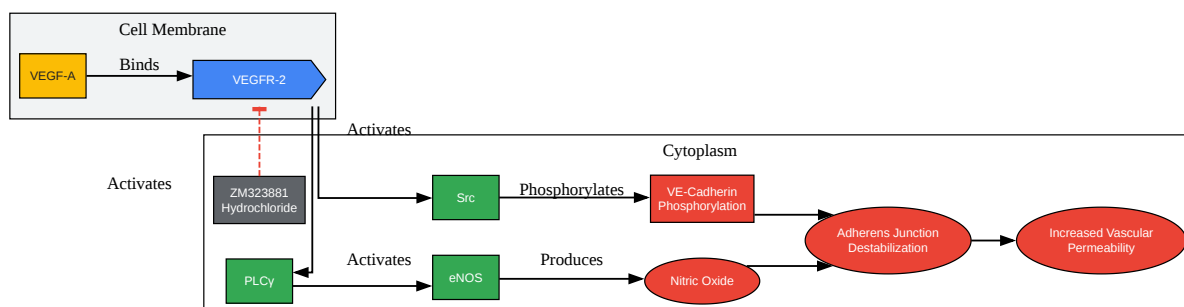 Cell Membrane
VEGF-A
Binds
VEGFR-2
Activates
Cytoplasm
Activates
ZM323881
Hydrochloride
Src
Phosphorylates
VE-Cadherin
Phosphorylation
Adherens Junction
Destabilization
Increased Vascular
Permeability
PLCγ
Activates
eNOS
Produces
Nitric Oxide